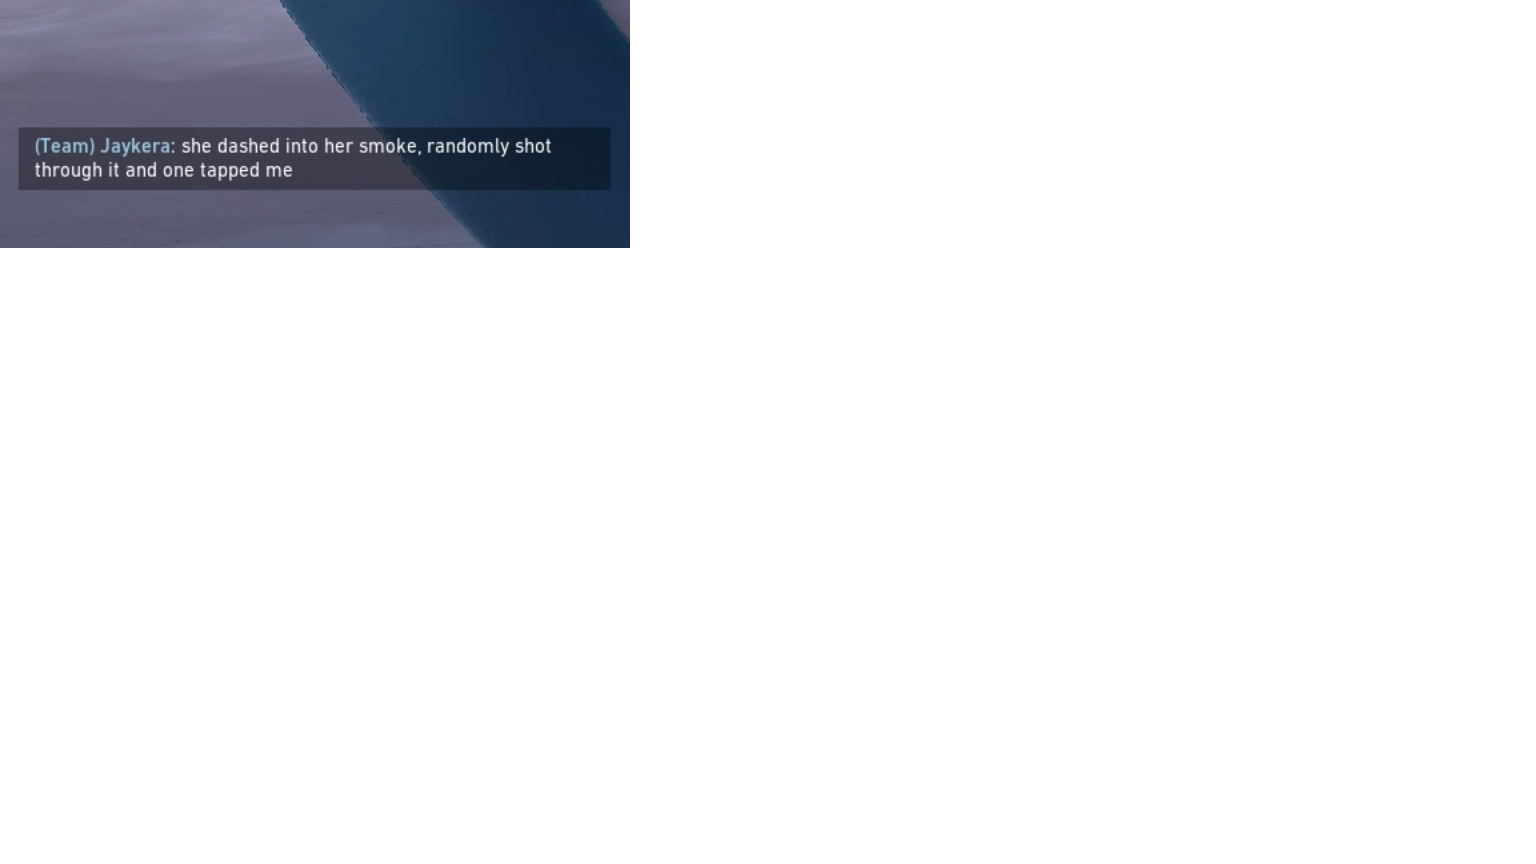 (Team) Jaykera: she dashed into her smoke, randomly shot
through it and one tapped me